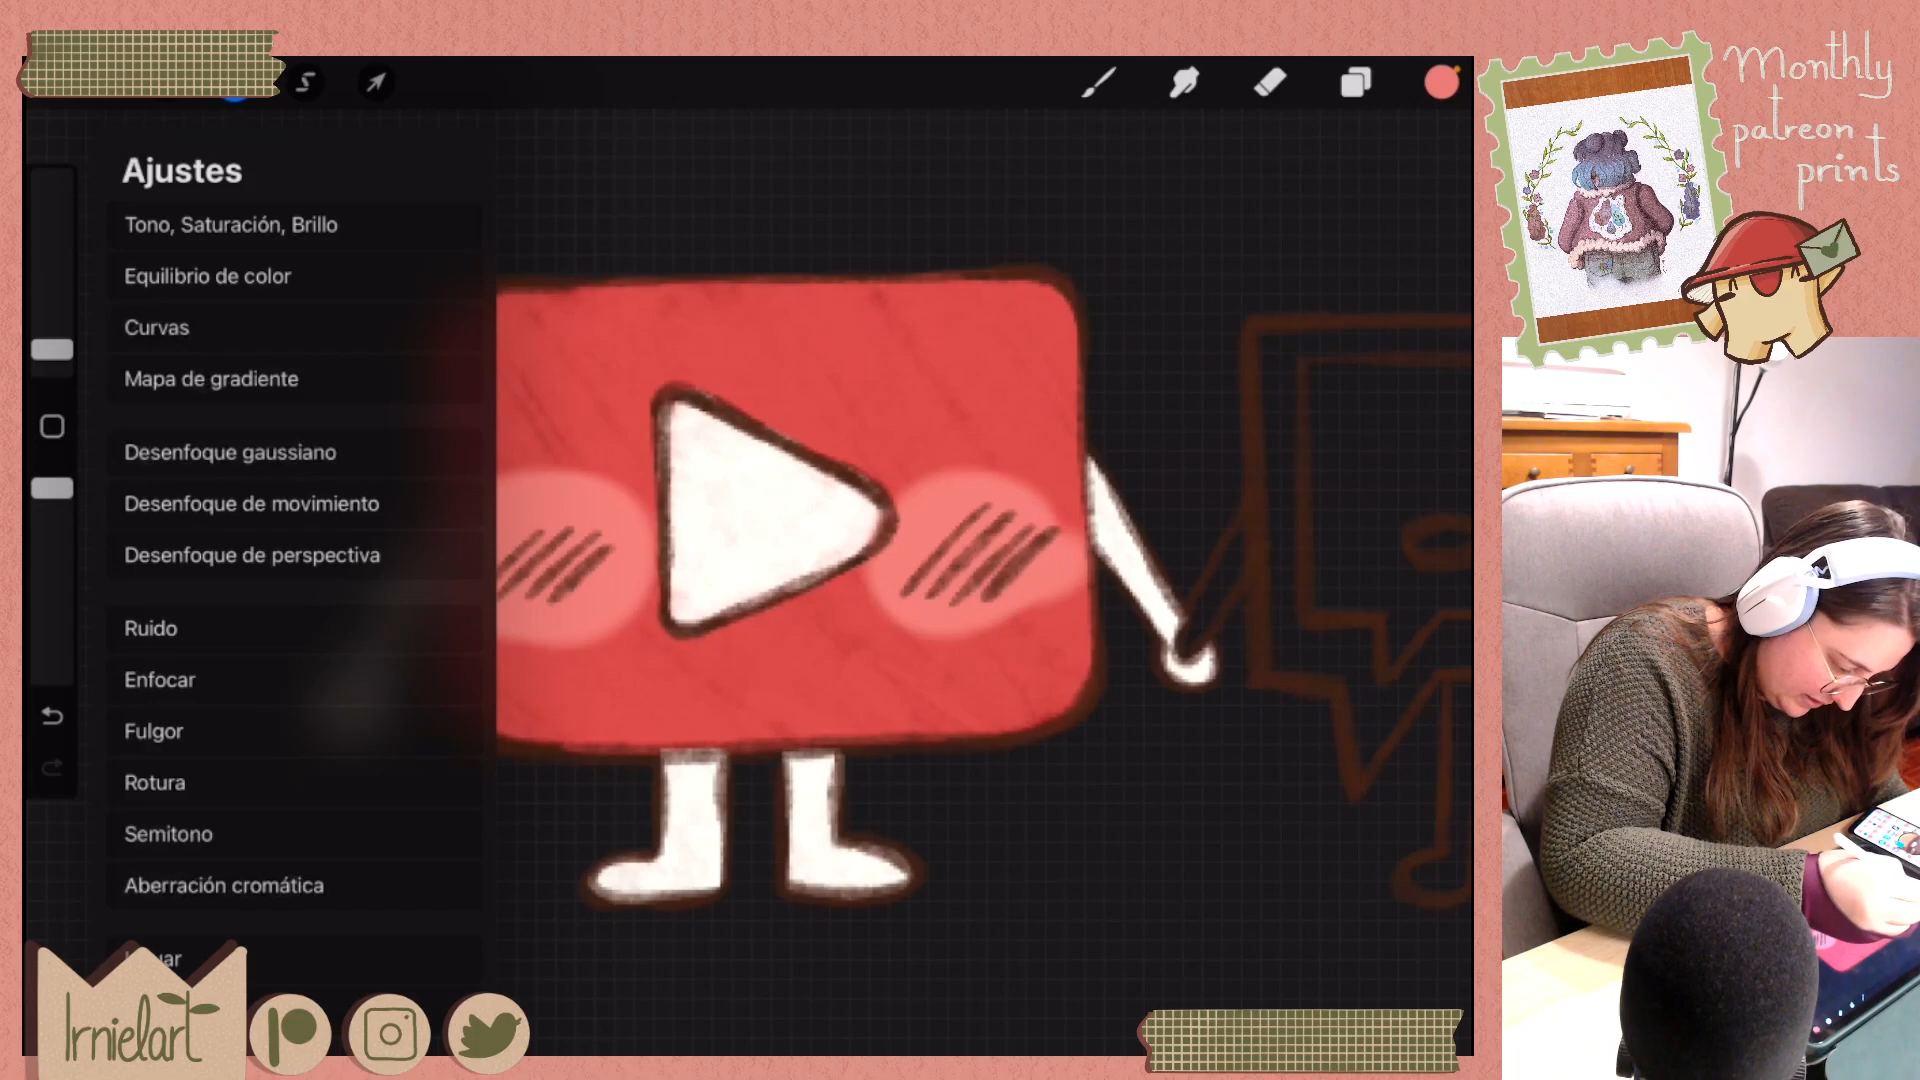 Monthly
patreon
prints
Ajustes
Tono, Saturación, Brillo
Equilibrio de color
Curvas
Mapa de gradiente
Desenfoque gaussiano
Desenfoque de movimiento
Desenfoque de perspectiva
Ruido
Enfocar
Fulgor
Rotura
Semitono
Aberración cromática
Irnielart